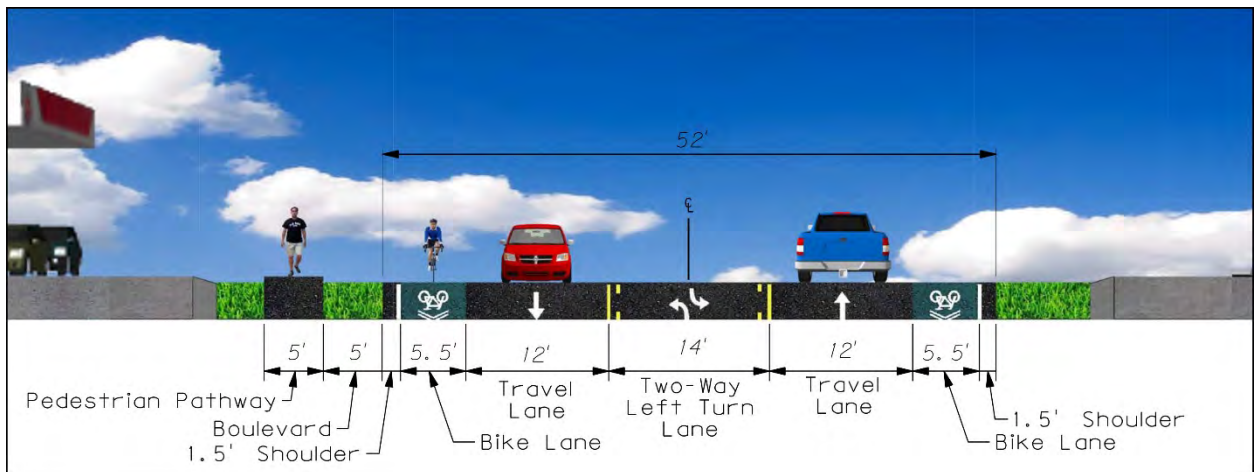 52'
℄
5'
5'
5.5'
12'
14'
12'
5.5'
Pedestrian Pathway
Boulevard
1.5' Shoulder
Bike Lane
Travel
Lane
Two-Way
Left Turn
Lane
Travel
Lane
1.5' Shoulder
Bike Lane